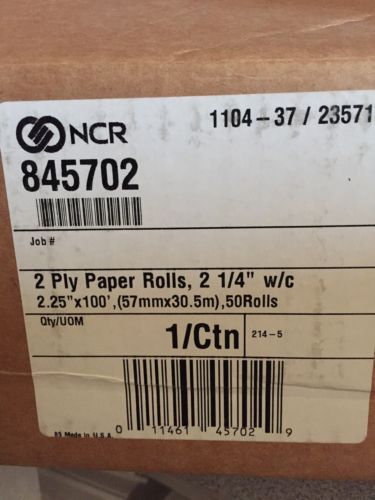 NCR
1104-37 / 23571
845702
Job #
2 Ply Paper Rolls, 2 1/4" w/c
2.25"x100',(57mmx30.5m),50Rolls
Qty/UOM
1/Ctn
214-5
0 11461 45702 9
85 Made in U.S.A.